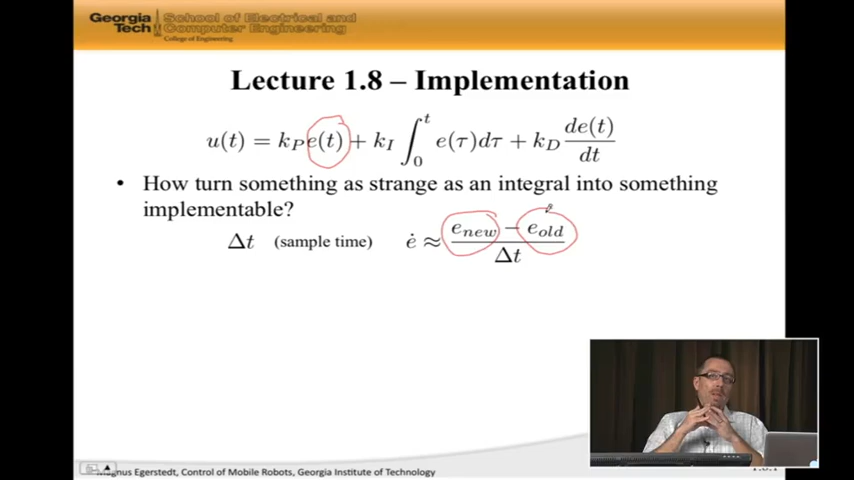 Georgia
Tech
School of Electrical and
Computer Engineering
College of Engineering
Lecture 1.8 – Implementation
u(t) = k_P e(t) + k_I ∫_0^t e(τ)dτ + k_D de(t)/dt
• How turn something as strange as an integral into something
implementable?
Δt (sample time) ė ≈ (e_new − e_old)/Δt
Magnus Egerstedt, Control of Mobile Robots, Georgia Institute of Technology